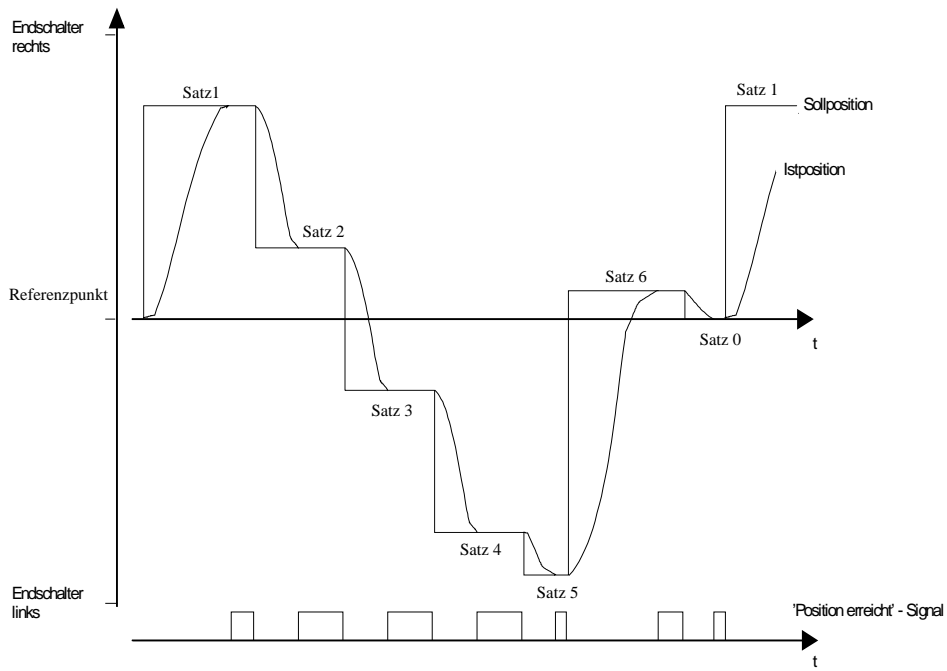 Endschalter
rechts
Satz1
Satz 1
Sollposition
Istposition
Satz 2
Satz 6
Referenzpunkt
Satz 0
t
Satz 3
Satz 4
Satz 5
Endschalter
links
'Position erreicht' - Signal
t